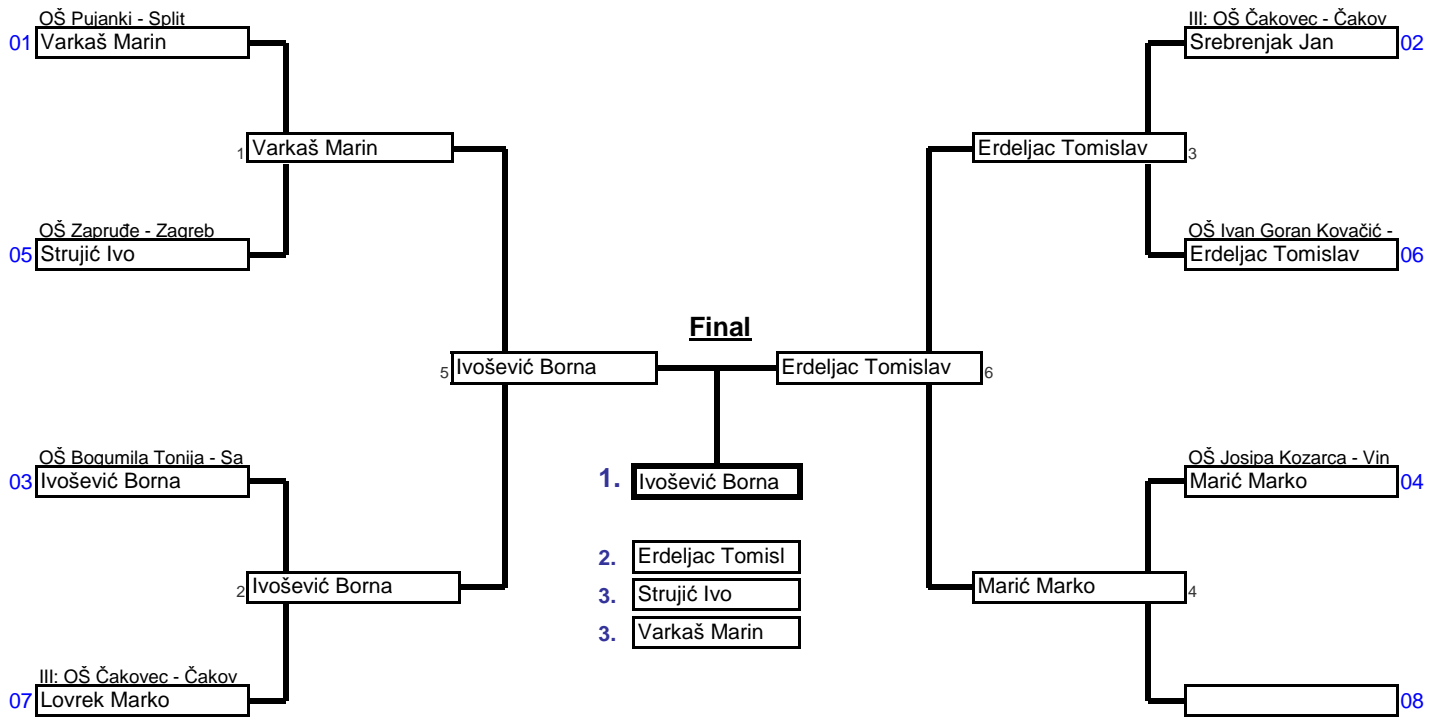 OŠ Pujanki - Split
01 Varkaš Marin
III: OŠ Čakovec - Čakov
Srebrenjak Jan 02
1 Varkaš Marin
Erdeljac Tomislav 3
OŠ Zapruđe - Zagreb
05 Strujić Ivo
OŠ Ivan Goran Kovačić -
Erdeljac Tomislav 06
Final
5 Ivošević Borna
Erdeljac Tomislav 6
OŠ Bogumila Tonija - Sa
03 Ivošević Borna
1. Ivošević Borna
OŠ Josipa Kozarca - Vin
Marić Marko 04
2. Erdeljac Tomisl
3. Strujić Ivo
3. Varkaš Marin
2 Ivošević Borna
Marić Marko 4
III: OŠ Čakovec - Čakov
07 Lovrek Marko
08